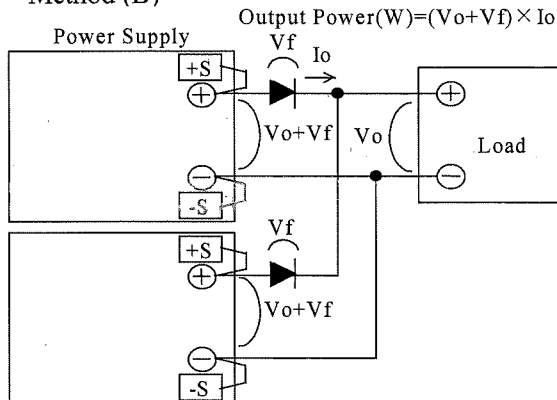 Method (B)
Output Power(W)=(Vo+Vf)×Io
Power Supply
Vf
Io
+S
+
+
Vo+Vf
Vo
Load
−
−
-S
Vf
+S
+
Vo+Vf
−
-S